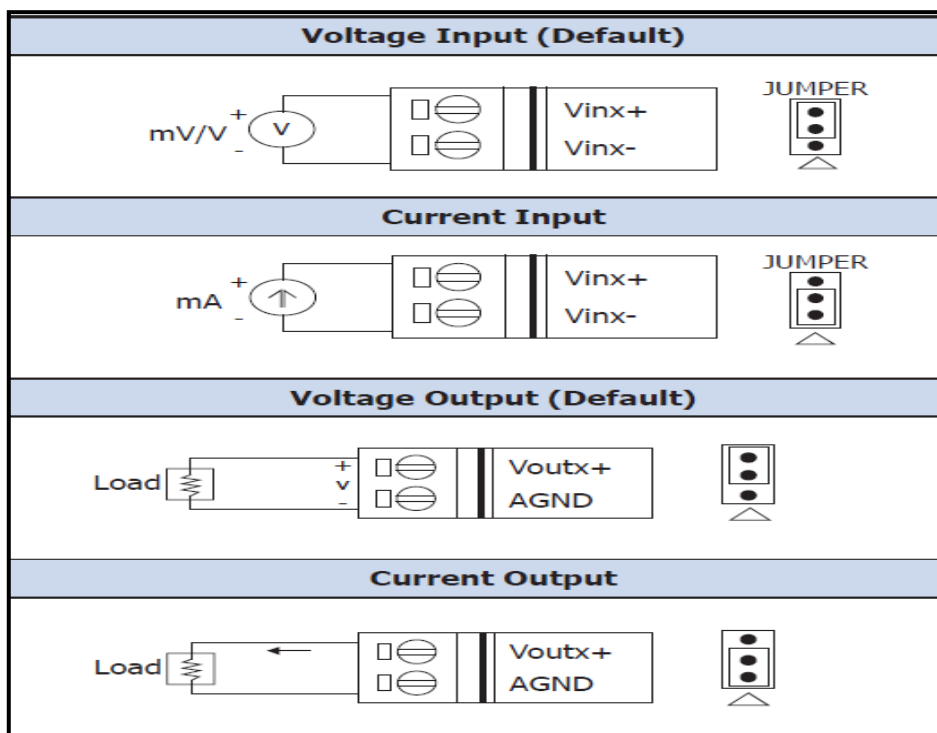 Voltage Input (Default)
JUMPER
mV/V + - V Vinx+
Vinx-
Current Input
JUMPER
mA + - Vinx+
Vinx-
Voltage Output (Default)
Load + v - Voutx+
AGND
Current Output
Load Voutx+
AGND